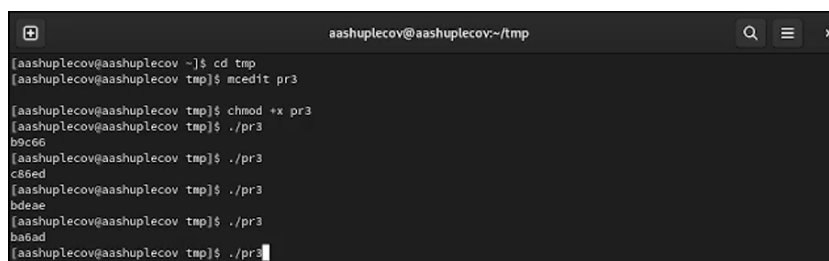 aashuplecov@aashuplecov:~/tmp
[aashuplecov@aashuplecov ~]$ cd tmp
[aashuplecov@aashuplecov tmp]$ mcedit pr3
[aashuplecov@aashuplecov tmp]$ chmod +x pr3
[aashuplecov@aashuplecov tmp]$ ./pr3
b9c66
[aashuplecov@aashuplecov tmp]$ ./pr3
c86ed
[aashuplecov@aashuplecov tmp]$ ./pr3
bdeae
[aashuplecov@aashuplecov tmp]$ ./pr3
ba6ad
[aashuplecov@aashuplecov tmp]$ ./pr3